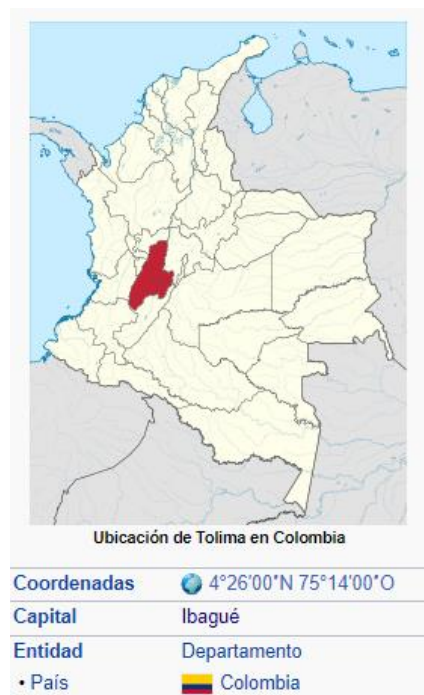 Ubicación de Tolima en Colombia
Coordenadas 4°26′00″N 75°14′00″O
Capital Ibagué
Entidad Departamento
• País Colombia